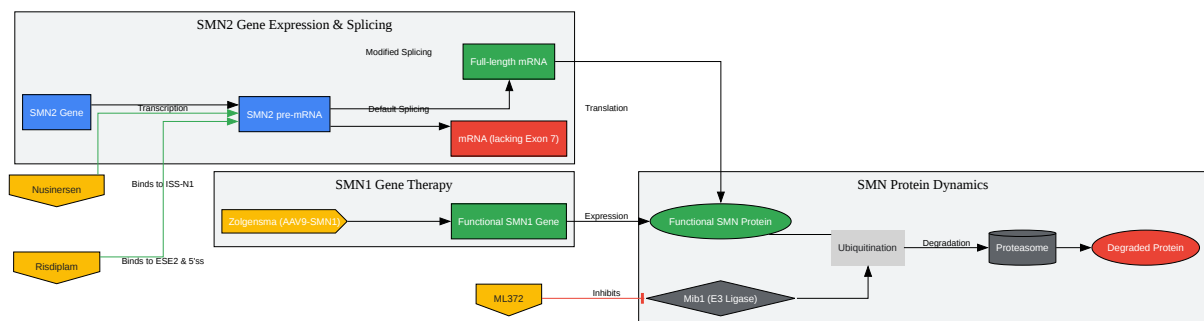 SMN2 Gene Expression & Splicing
Modified Splicing
Full-length mRNA
SMN2 Gene
Transcription
SMN2 pre-mRNA
Default Splicing
Translation
mRNA (lacking Exon 7)
Nusinersen
Binds to ISS-N1
SMN1 Gene Therapy
SMN Protein Dynamics
Zolgensma (AAV9-SMN1)
Functional SMN1 Gene
Expression
Functional SMN Protein
Ubiquitination
Degradation
Proteasome
Degraded Protein
Risdiplam
Binds to ESE2 & 5'ss
ML372
Inhibits
Mib1 (E3 Ligase)